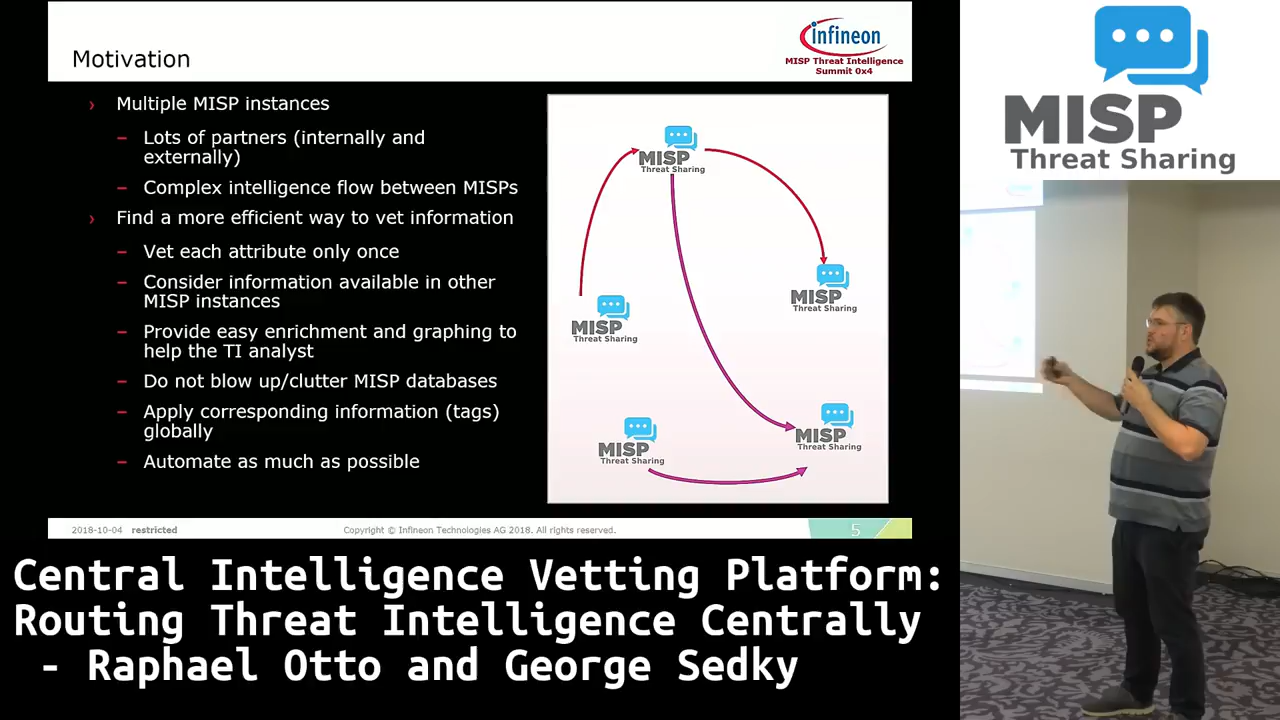 Motivation
infineon
MISP Threat Intelligence
Summit 0x4
› Multiple MISP instances
– Lots of partners (internally and
externally)
– Complex intelligence flow between MISPs
› Find a more efficient way to vet information
– Vet each attribute only once
– Consider information available in other
MISP instances
– Provide easy enrichment and graphing to
help the TI analyst
– Do not blow up/clutter MISP databases
– Apply corresponding information (tags)
globally
– Automate as much as possible
MISP
Threat Sharing
MISP
Threat Sharing
MISP
Threat Sharing
MISP
Threat Sharing
MISP
Threat Sharing
2018-10-04 restricted
Copyright © Infineon Technologies AG 2018. All rights reserved.
5
MISP
Threat Sharing
Central Intelligence Vetting Platform:
Routing Threat Intelligence Centrally
- Raphael Otto and George Sedky